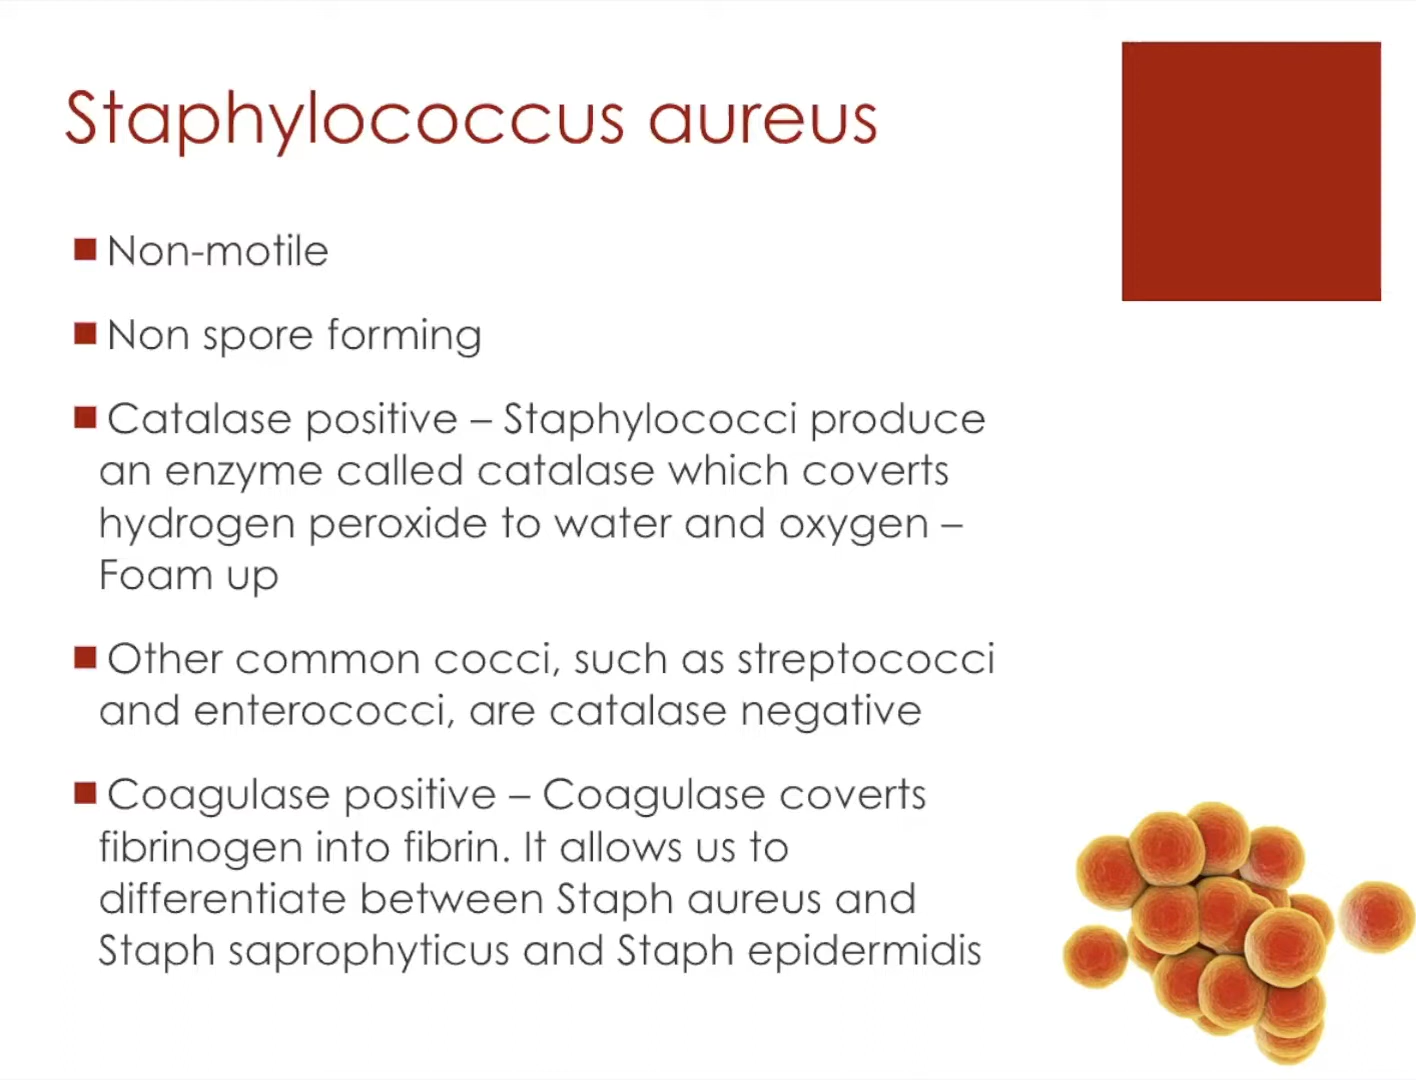 Staphylococcus aureus
Non-motile
Non spore forming
Catalase positive – Staphylococci produce
an enzyme called catalase which coverts
hydrogen peroxide to water and oxygen –
Foam up
Other common cocci, such as streptococci
and enterococci, are catalase negative
Coagulase positive – Coagulase coverts
fibrinogen into fibrin. It allows us to
differentiate between Staph aureus and
Staph saprophyticus and Staph epidermidis